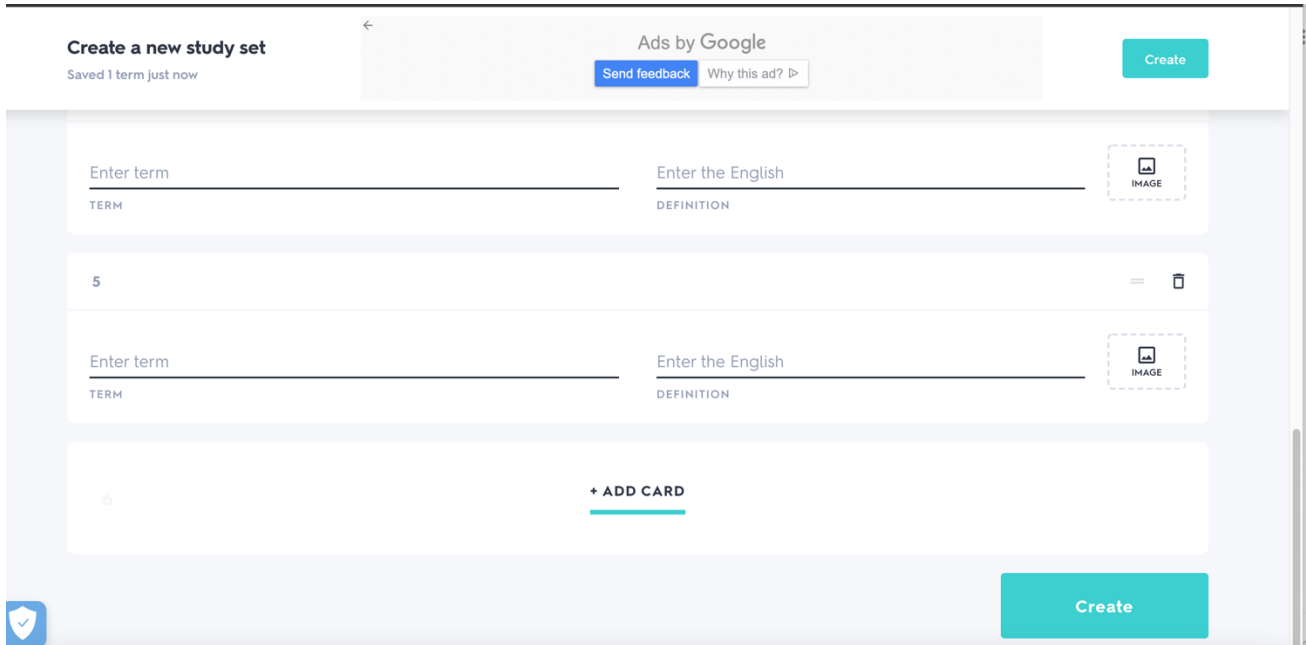 Create a new study set
Saved 1 term just now
Ads by Google
Send feedback
Why this ad?
Create
Enter term
Enter the English
IMAGE
TERM
DEFINITION
5
Enter term
Enter the English
IMAGE
TERM
DEFINITION
6
+ ADD CARD
Create